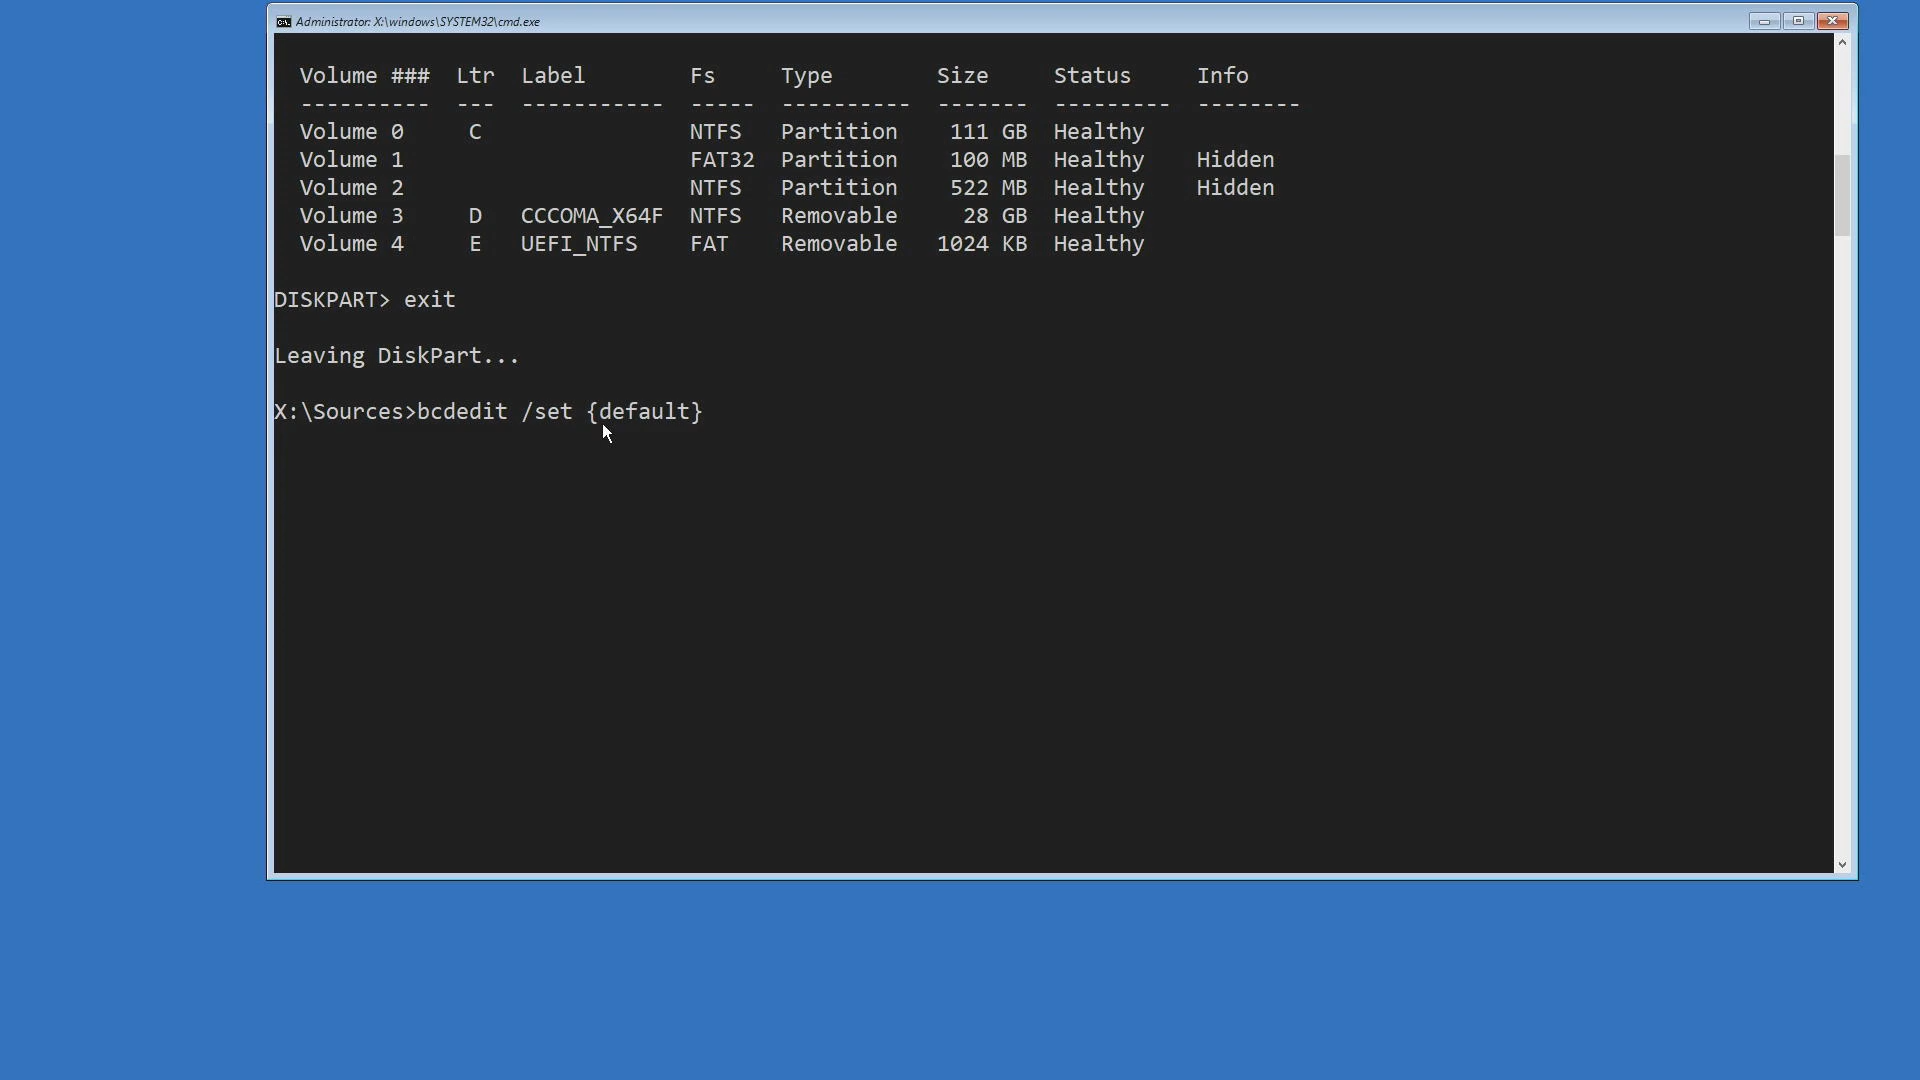 Administrator: X:\windows\SYSTEM32\cmd.exe
  Volume ###  Ltr  Label        Fs     Type        Size     Status     Info
  ----------  ---  -----------  -----  ----------  -------  ---------  --------
  Volume 0     C                NTFS   Partition    111 GB  Healthy
  Volume 1                      FAT32  Partition    100 MB  Healthy    Hidden
  Volume 2                      NTFS   Partition    522 MB  Healthy    Hidden
  Volume 3     D   CCCOMA_X64F  NTFS   Removable     28 GB  Healthy
  Volume 4     E   UEFI_NTFS    FAT    Removable   1024 KB  Healthy
DISKPART> exit
Leaving DiskPart...
X:\Sources>bcdedit /set {default}